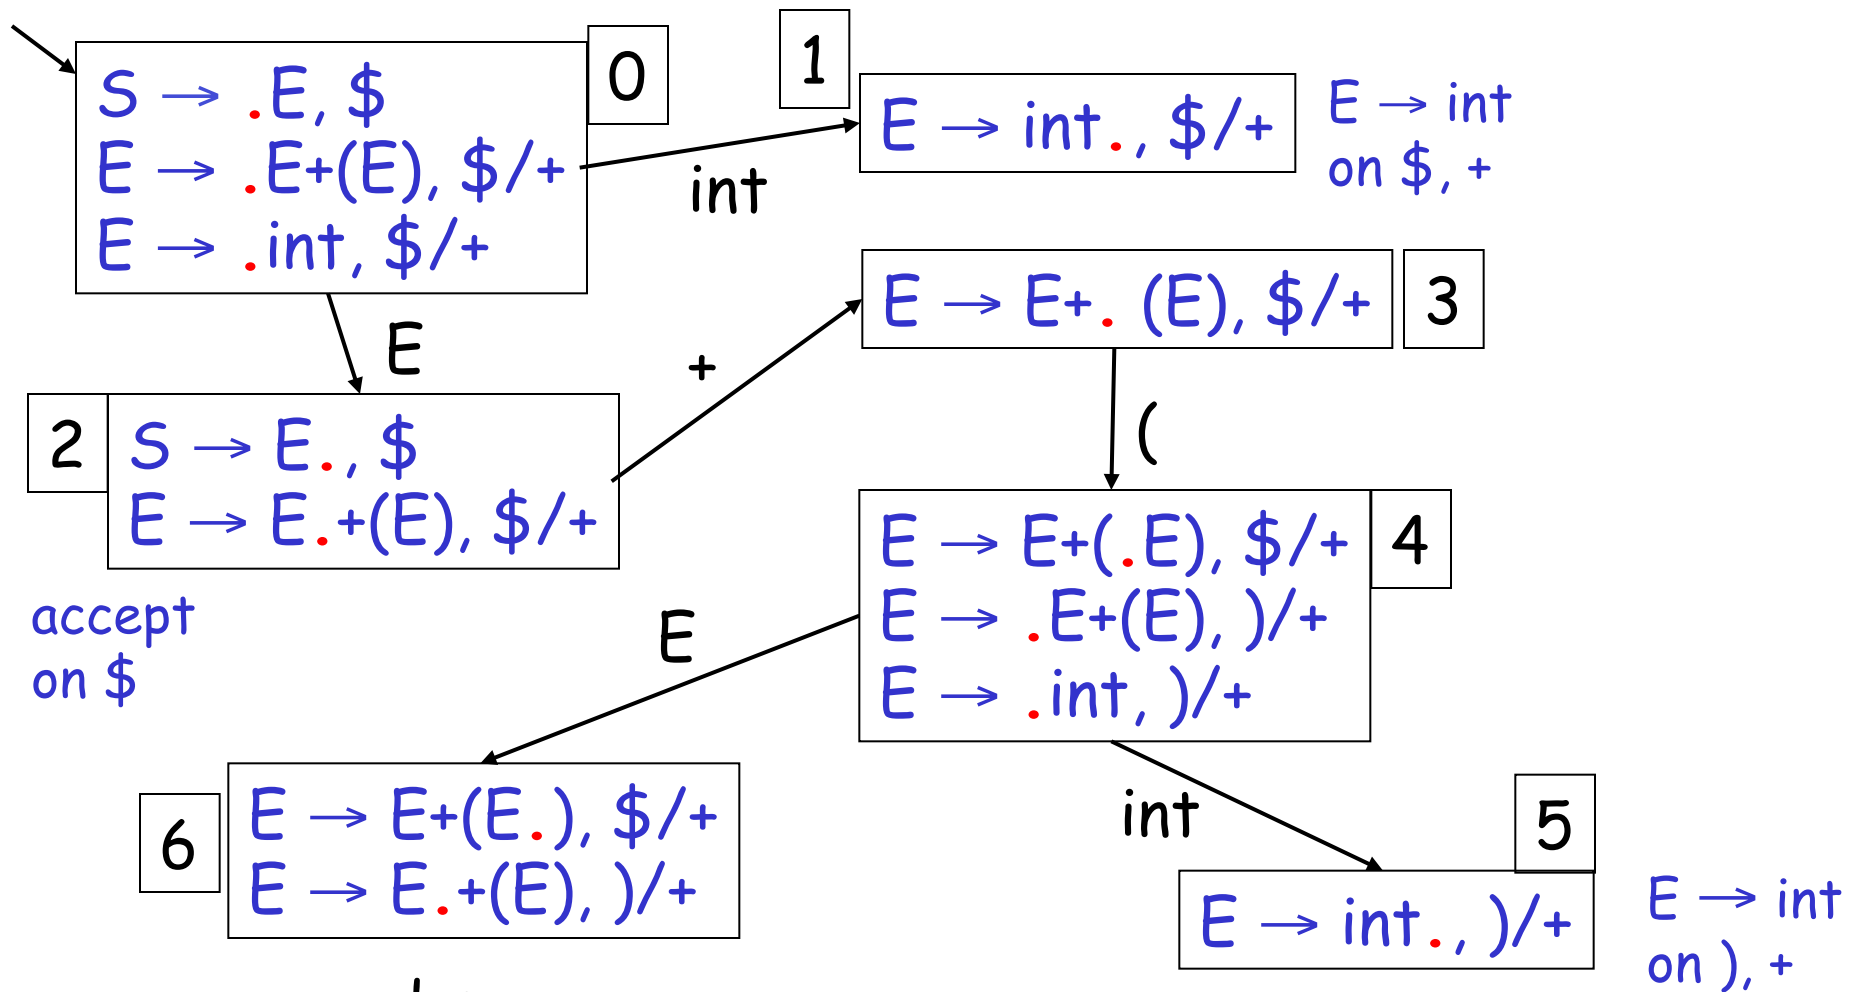 0
S → .E, $
E → .E+(E), $/+
E → .int, $/+
1
E → int., $/+
E → int
on $, +
int
E
+
3
E → E+. (E), $/+
(
2
S → E., $
E → E.+(E), $/+
accept
on $
4
E → E+(.E), $/+
E → .E+(E), )/+
E → .int, )/+
E
int
6
E → E+(E.), $/+
E → E.+(E), )/+
5
E → int., )/+
E → int
on ), +